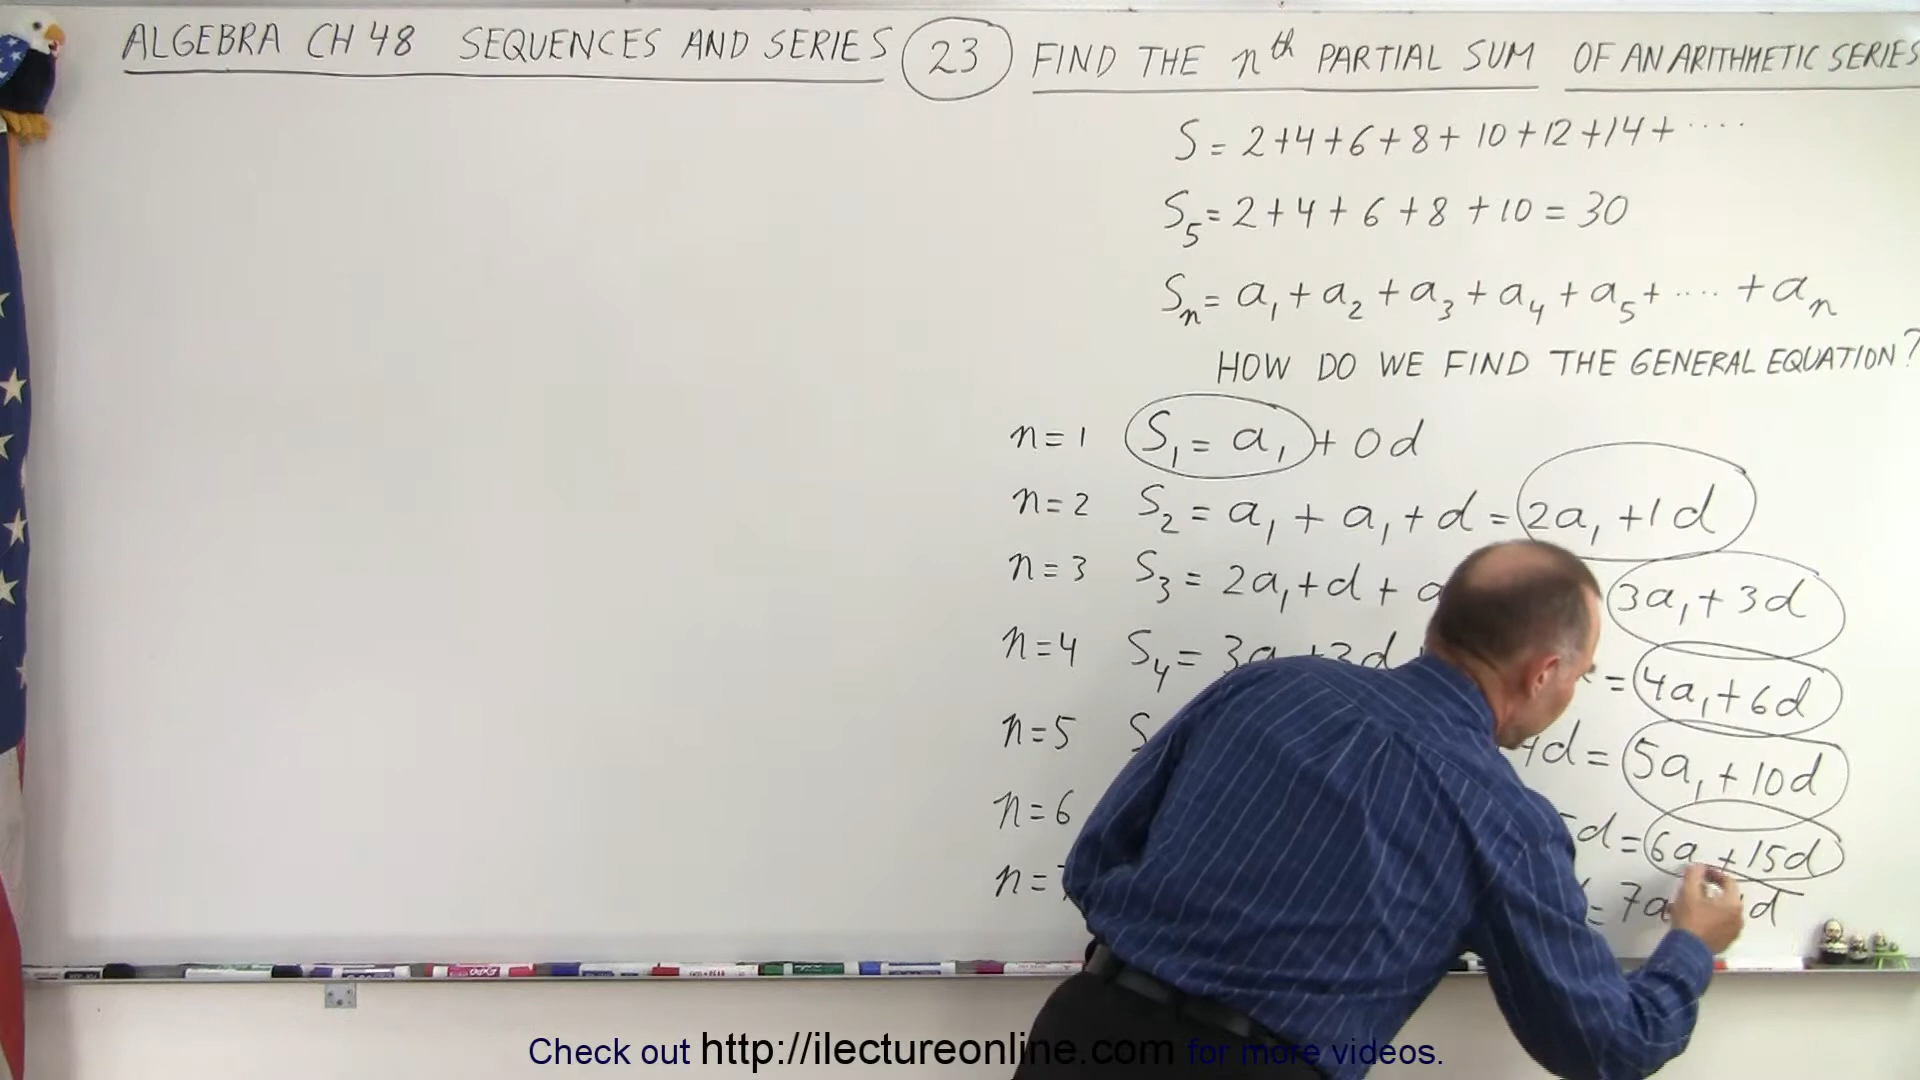 ALGEBRA CH 48 SEQUENCES AND SERIES 23 FIND THE nth PARTIAL SUM OF AN ARITHMETIC SERIES
S = 2+4+6+8+10+12+14+ ····
S₅ = 2+4+6+8+10 = 30
Sₙ = a₁ + a₂ + a₃ + a₄ + a₅ + ···· + aₙ
HOW DO WE FIND THE GENERAL EQUATION?
n=1 S₁ = a₁ + 0d
n=2 S₂ = a₁ + a₁ + d = 2a₁ + 1d
n=3 S₃ = 2a₁ + d + 3a₁ + 3d
n=4 S₄ = 3a + 3d = 4a₁ + 6d
n=5 S d = 5a₁ + 10d
n=6 d = 6a₁ + 15d
n= = 7a d
Check out http://ilectureonline.com for more videos.